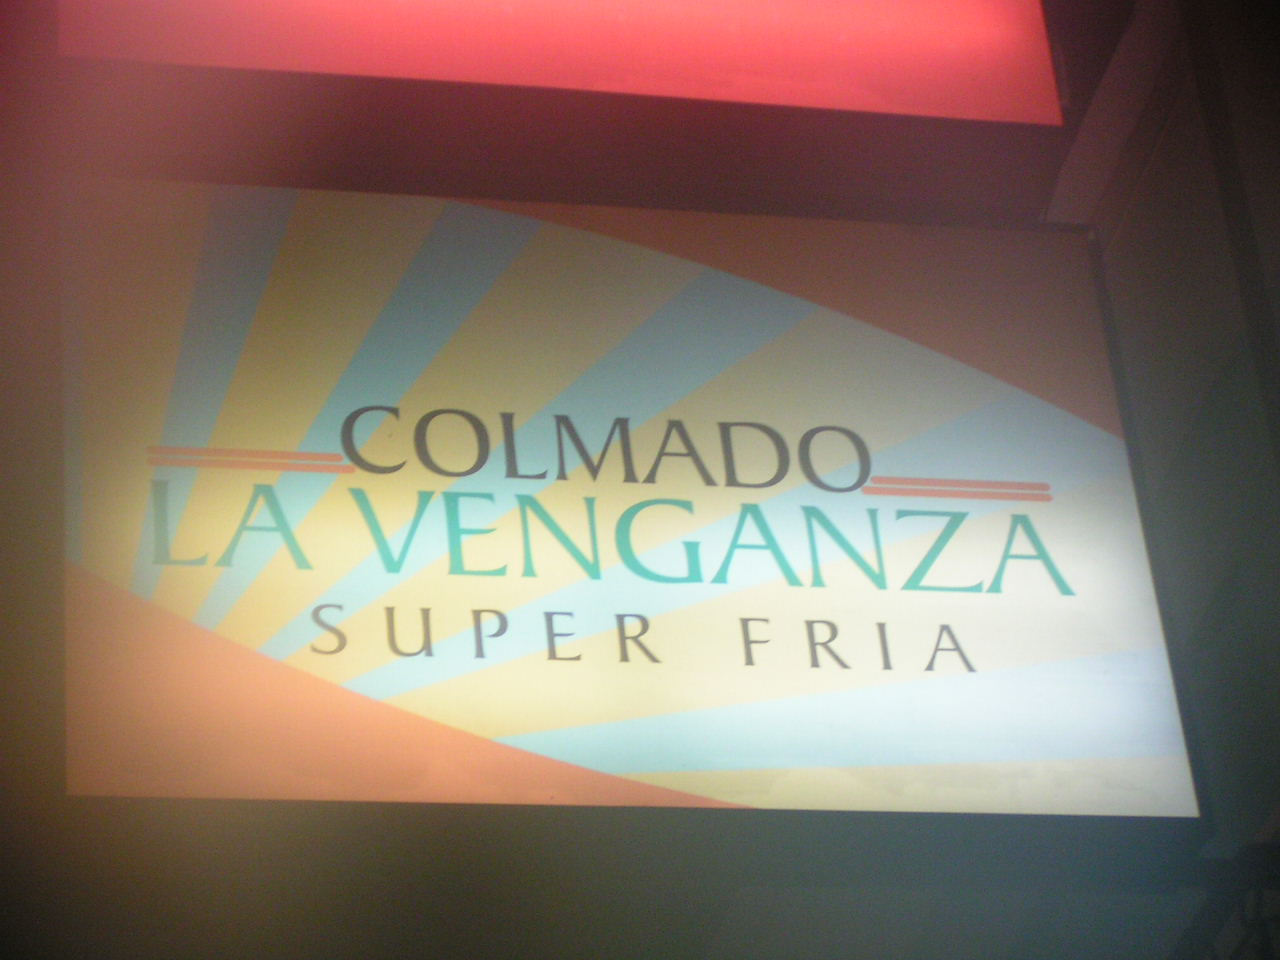 COLMADO
LA VENGANZA
SUPER FRIA